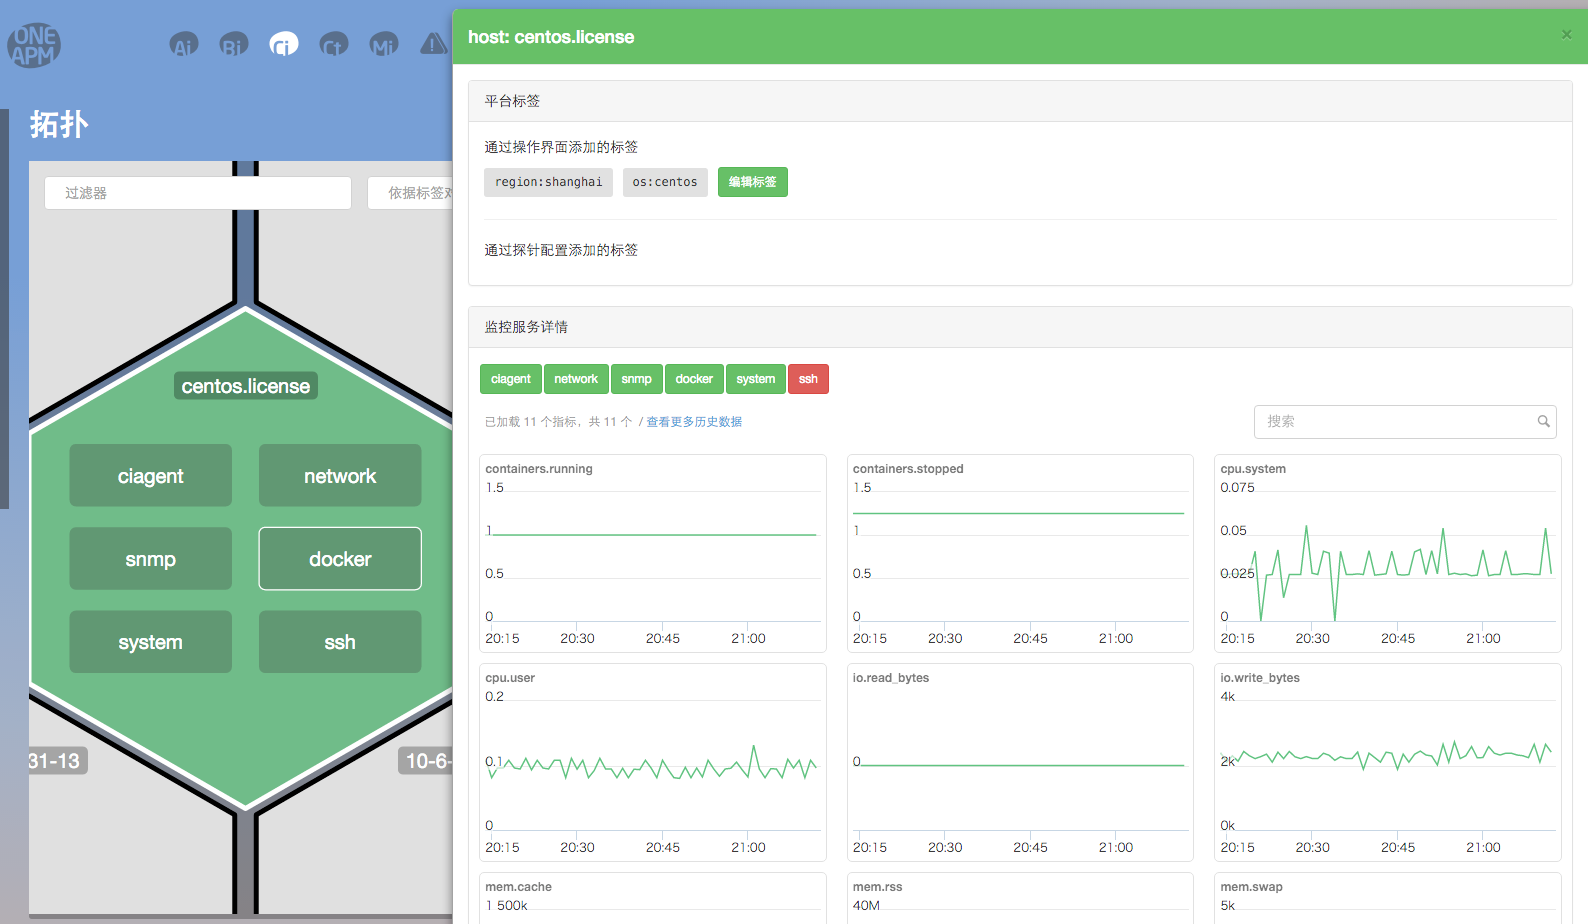 ONE
APM
Ai
Bi
Ci
Ct
Mi
拓扑
过滤器
依据标签
centos.license
ciagent
network
snmp
docker
system
ssh
31-13
10-6-
host: centos.license
×
平台标签
通过操作界面添加的标签
region:shanghai
os:centos
编辑标签
通过探针配置添加的标签
监控服务详情
ciagent
network
snmp
docker
system
ssh
已加载 11 个指标，共 11 个 / 查看更多历史数据
搜索
containers.running
1.5
1
0.5
0
20:15 20:30 20:45 21:00
containers.stopped
1.5
1
0.5
0
20:15 20:30 20:45 21:00
cpu.system
0.075
0.05
0.025
0
20:15 20:30 20:45 21:00
cpu.user
0.2
0.1
0
20:15 20:30 20:45 21:00
io.read_bytes
0
20:15 20:30 20:45 21:00
io.write_bytes
4k
2k
0k
20:15 20:30 20:45 21:00
mem.cache
1 500k
mem.rss
40M
mem.swap
5k